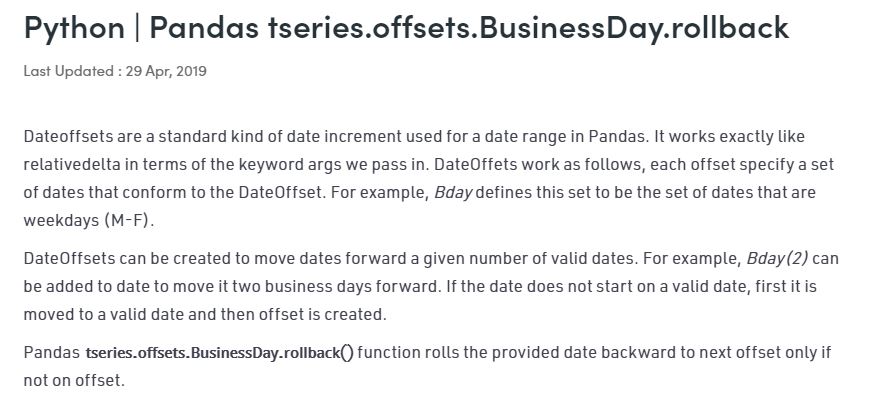 Python | Pandas tseries.offsets.BusinessDay.rollback
Last Updated : 29 Apr, 2019
Dateoffsets are a standard kind of date increment used for a date range in Pandas. It works exactly like
relativedelta in terms of the keyword args we pass in. DateOffets work as follows, each offset specify a set
of dates that conform to the DateOffset. For example, Bday defines this set to be the set of dates that are
weekdays (M-F).
DateOffsets can be created to move dates forward a given number of valid dates. For example, Bday(2) can
be added to date to move it two business days forward. If the date does not start on a valid date, first it is
moved to a valid date and then offset is created.
Pandas tseries.offsets.BusinessDay.rollback() function rolls the provided date backward to next offset only if
not on offset.